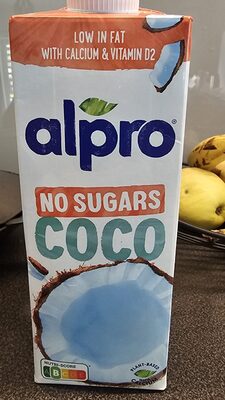 LOW IN FAT
WITH CALCIUM & VITAMIN D2
alpro®
NO SUGARS
COCO
NUTRI-SCORE
PLANT-BASED